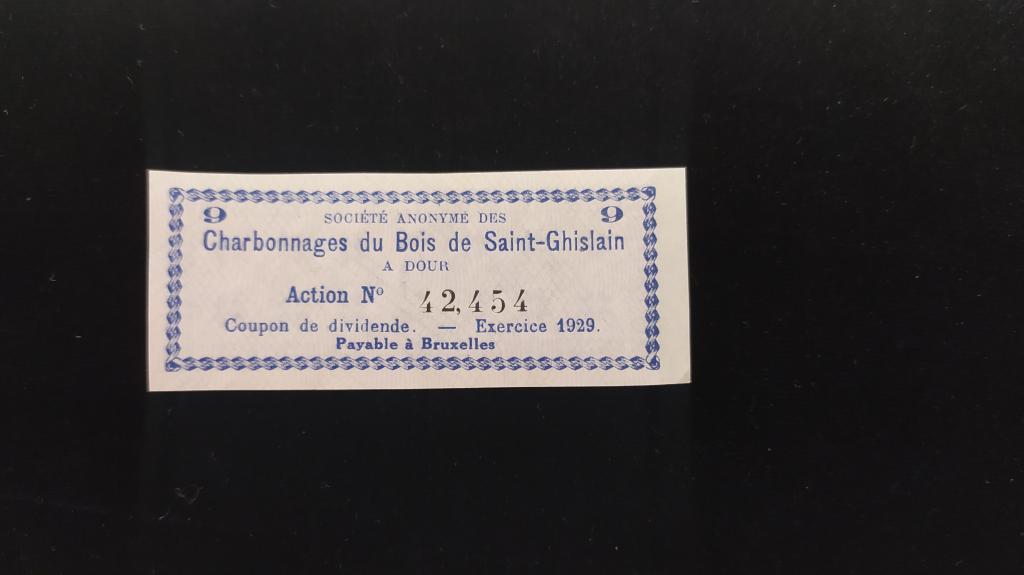 9 9
SOCIÉTÉ ANONYME DES
Charbonnages du Bois de Saint-Ghislain
A DOUR
Action Nº 42,454
Coupon de dividende. — Exercice 1929.
Payable à Bruxelles